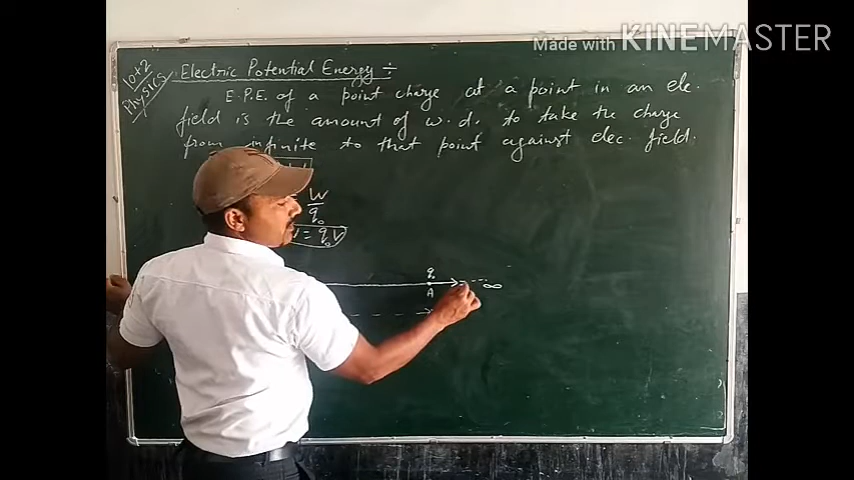 Made with KINEMASTER
10+2
Physics
Electric Potential Energy ÷
E.P.E. of a point charge at a point in an elc.
field is the amount of w.d. to take the charge
from infinite to that point against elec. field.
W
q₀
= q₀V
q₀
∞
A